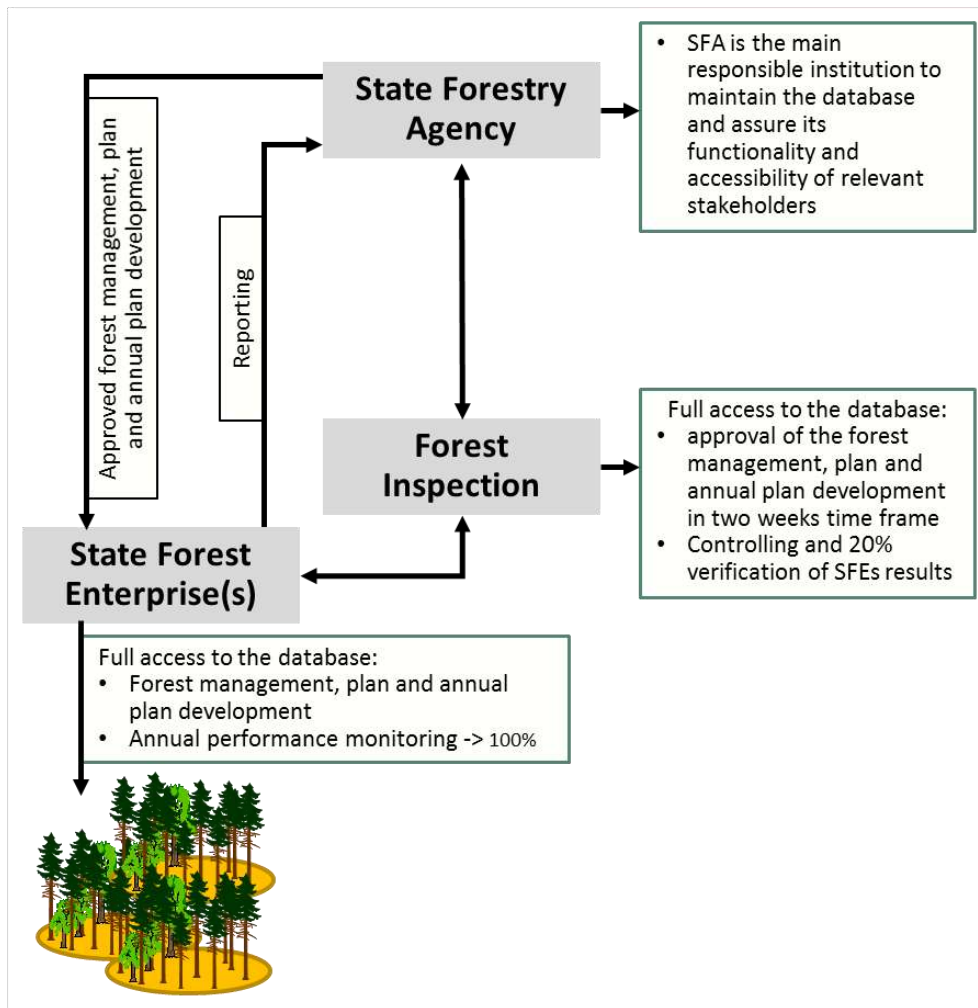 State Forestry
Agency
• SFA is the main
responsible institution to
maintain the database
and assure its
functionality and
accessibility of relevant
stakeholders
Approved forest management, plan
and annual plan development
Reporting
Forest
Inspection
Full access to the database:
• approval of the forest
management, plan and
annual plan development
in two weeks time frame
• Controlling and 20%
verification of SFEs results
State Forest
Enterprise(s)
Full access to the database:
• Forest management, plan and annual
plan development
• Annual performance monitoring -> 100%